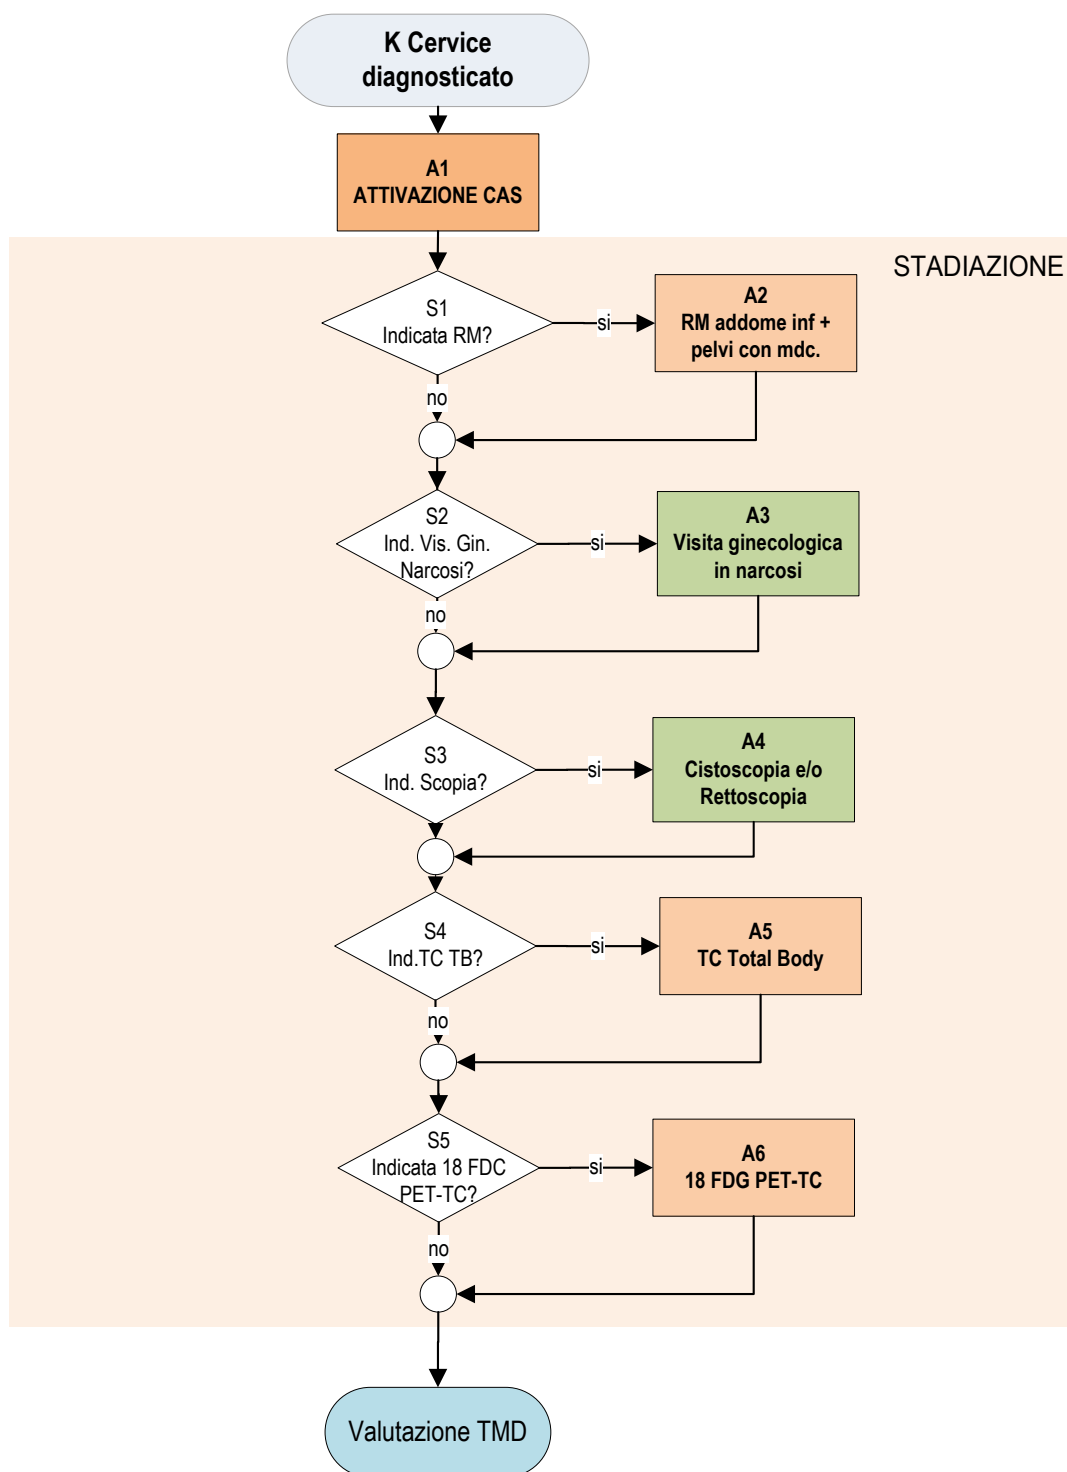 K Cervice
diagnosticato
A1
ATTIVAZIONE CAS
STADIAZIONE
S1
Indicata RM?
si
A2
RM addome inf +
pelvi con mdc.
no
S2
Ind. Vis. Gin.
Narcosi?
si
A3
Visita ginecologica
in narcosi
no
S3
Ind. Scopia?
si
A4
Cistoscopia e/o
Rettoscopia
S4
Ind.TC TB?
si
A5
TC Total Body
no
S5
Indicata 18 FDC
PET-TC?
si
A6
18 FDG PET-TC
no
Valutazione TMD